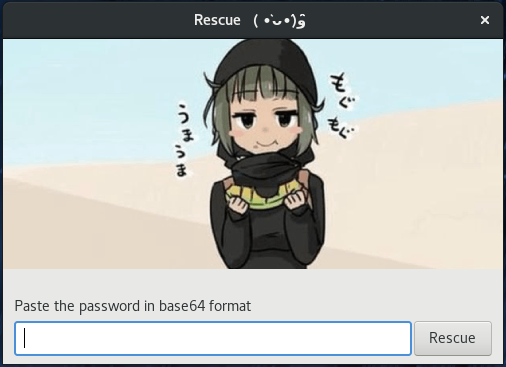 Rescue ( •̀ᴗ•́)و ̑̑
もぐ
もぐ
うま
うま
Paste the password in base64 format
Rescue